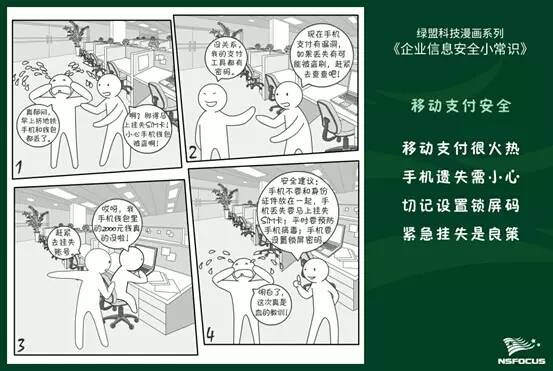 真郁闷，
早上挤地铁
手机和钱包
都丢了。
啊？那得马
上挂失SIM卡！
小心手机钱包
被盗啊！
1
没关系，
我的支付
工具都有
密码。
现在手机
支付有漏洞，
如果丢失有可
能被盗刷，赶紧
去查查吧！
2
赶紧
去挂失
账号。
哎呀，我
手机钱包里
的2000元钱真
的没啦！
3
安全建议：
手机不要和身份
证件放在一起，手
机丢失要马上挂失
SIM卡；平时要预防
手机病毒；手机要
设置锁屏密码
明白了，
这次真是
血的教训！
4
绿盟科技漫画系列
《企业信息安全小常识》
移动支付安全
移动支付很火热
手机遗失需小心
切记设置锁屏码
紧急挂失是良策
NSFOCUS